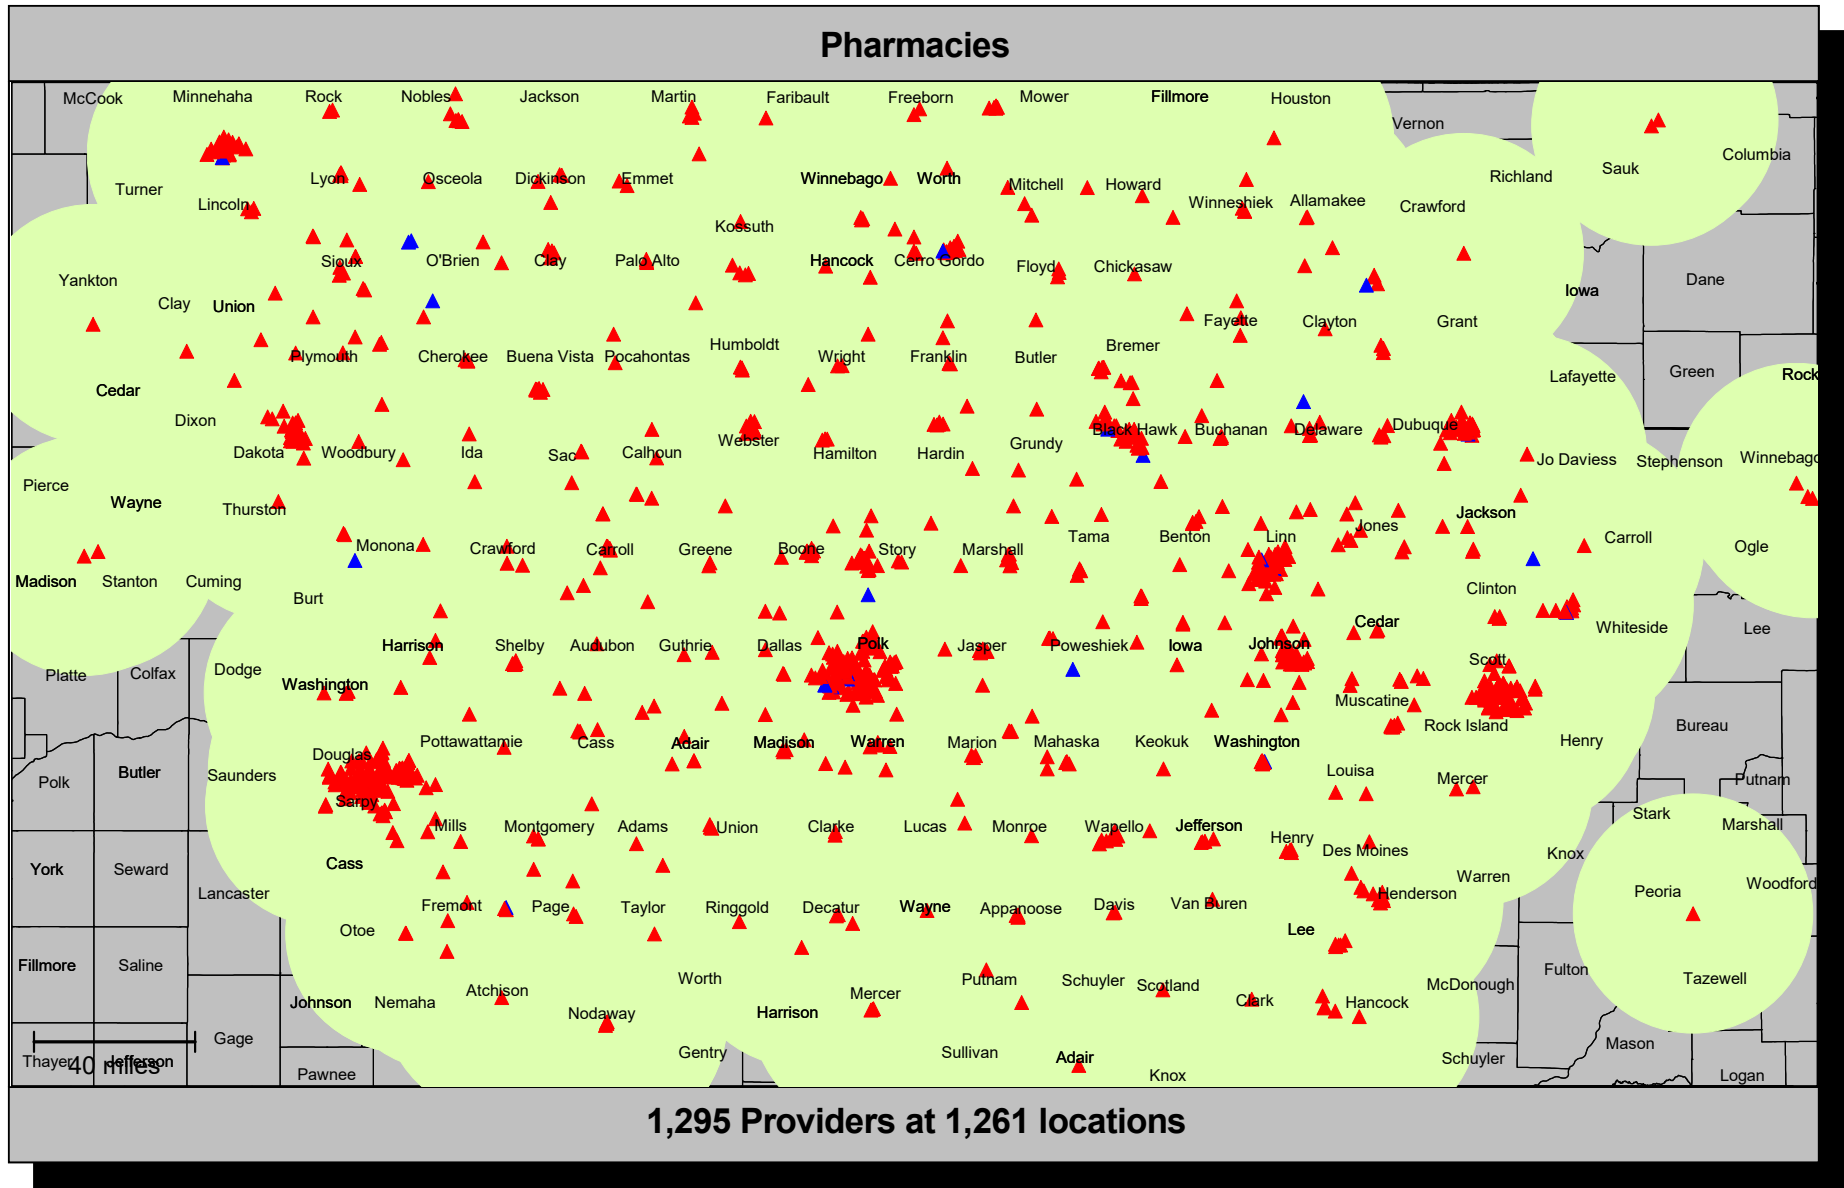 Pharmacies
McCook Minnehaha Rock Nobles Jackson Martin Faribault Freeborn Mower Fillmore Houston
Vernon
Columbia
Sauk
Turner Lyon Osceola Dickinson Emmet Winnebago Worth Mitchell Howard Richland
Lincoln Winneshiek Allamakee Crawford
Kossuth
Sioux O'Brien Clay Palo Alto Hancock Cerro Gordo Floyd Chickasaw
Yankton Dane
Clay Union Iowa
Fayette Clayton Grant
Plymouth Cherokee Buena Vista Pocahontas Humboldt Wright Franklin Butler Bremer
Cedar Lafayette Green Rock
Dixon Black Hawk Buchanan Delaware Dubuque
Dakota Woodbury Ida Sac Calhoun Webster Hamilton Hardin Grundy
Jo Daviess Stephenson Winnebago
Pierce Wayne
Thurston Jackson
Monona Crawford Carroll Greene Boone Story Marshall Tama Benton Linn Jones Carroll Ogle
Madison Stanton Cuming
Burt Clinton
Cedar Whiteside Lee
Harrison Shelby Audubon Guthrie Dallas Polk Jasper Poweshiek Iowa Johnson
Platte Colfax Dodge Scott
Washington Muscatine
Rock Island Bureau
Douglas Pottawattamie Cass Adair Madison Warren Marion Mahaska Keokuk Washington Henry
Polk Butler Saunders Louisa Mercer Putnam
Sarpy
Mills Montgomery Adams Union Clarke Lucas Monroe Wapello Jefferson Henry Stark Marshall
York Seward Cass Des Moines Knox
Lancaster Warren Henderson Peoria Woodford
Fremont Page Taylor Ringgold Decatur Wayne Appanoose Davis Van Buren
Otoe Lee
Fillmore Saline Fulton
Worth Putnam Schuyler Scotland McDonough Tazewell
Johnson Nemaha Atchison Nodaway Harrison Mercer Clark Hancock
Gage Mason
Thayer Jefferson Gentry Sullivan Adair Schuyler
40 miles
Pawnee Knox Logan
1,295 Providers at 1,261 locations